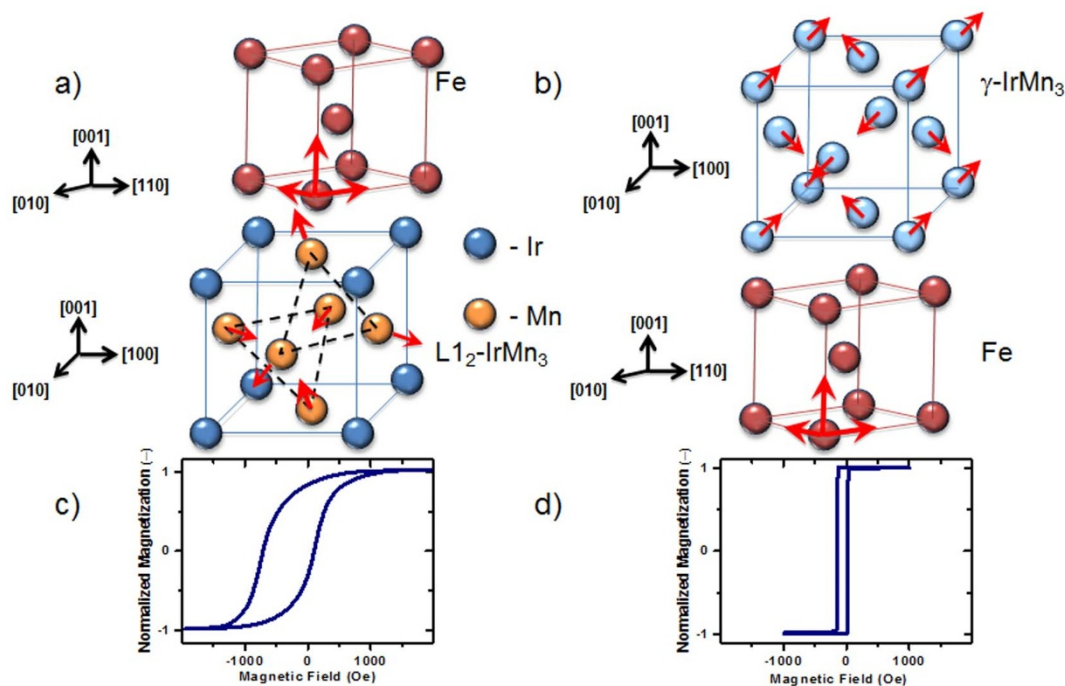 a)
Fe
[001]
[010]
[110]
- Ir
- Mn
L1₂-IrMn₃
[001]
[100]
[010]
b)
γ-IrMn₃
[001]
[100]
[010]
Fe
[001]
[010]
[110]
c)
Normalized Magnetization (--)
1
0
-1
-1000
0
1000
Magnetic Field (Oe)
d)
Normalized Magnetization (--)
1
0
-1
-1000
0
1000
Magnetic Field (Oe)